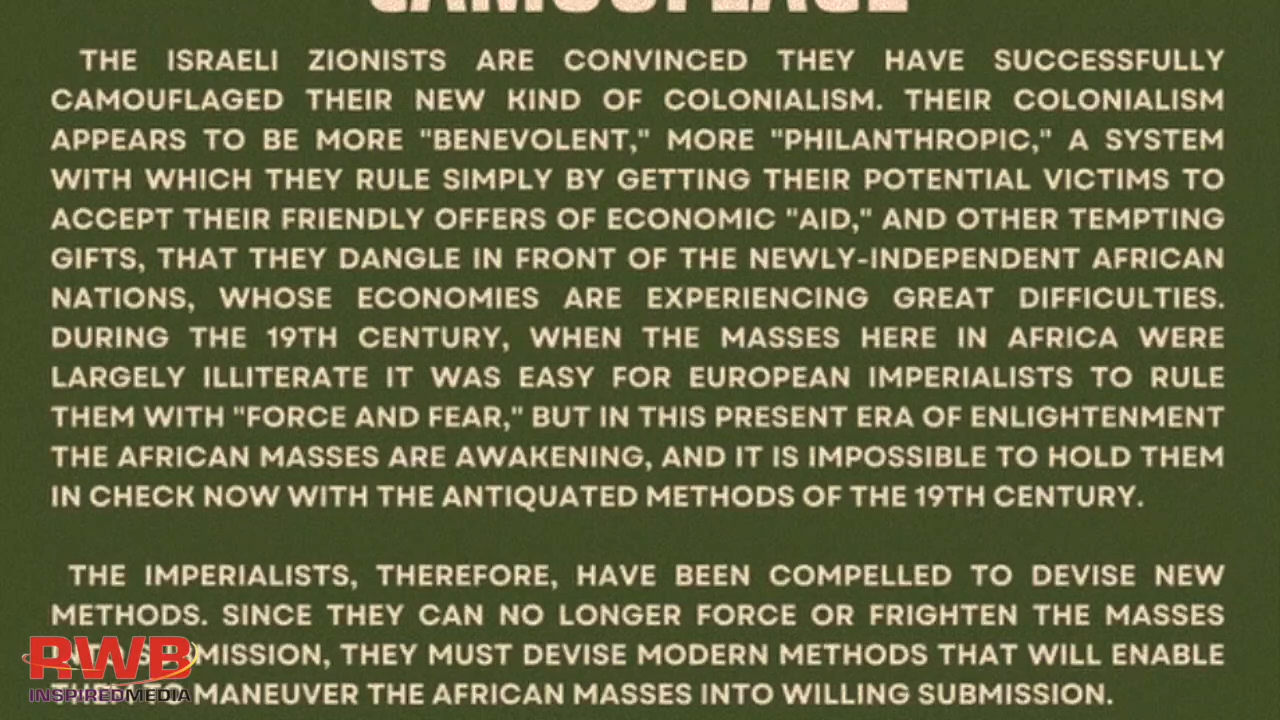 CAMOUFLAGE
THE ISRAELI ZIONISTS ARE CONVINCED THEY HAVE SUCCESSFULLY
CAMOUFLAGED THEIR NEW KIND OF COLONIALISM. THEIR COLONIALISM
APPEARS TO BE MORE "BENEVOLENT," MORE "PHILANTHROPIC," A SYSTEM
WITH WHICH THEY RULE SIMPLY BY GETTING THEIR POTENTIAL VICTIMS TO
ACCEPT THEIR FRIENDLY OFFERS OF ECONOMIC "AID," AND OTHER TEMPTING
GIFTS, THAT THEY DANGLE IN FRONT OF THE NEWLY-INDEPENDENT AFRICAN
NATIONS, WHOSE ECONOMIES ARE EXPERIENCING GREAT DIFFICULTIES.
DURING THE 19TH CENTURY, WHEN THE MASSES HERE IN AFRICA WERE
LARGELY ILLITERATE IT WAS EASY FOR EUROPEAN IMPERIALISTS TO RULE
THEM WITH "FORCE AND FEAR," BUT IN THIS PRESENT ERA OF ENLIGHTENMENT
THE AFRICAN MASSES ARE AWAKENING, AND IT IS IMPOSSIBLE TO HOLD THEM
IN CHECK NOW WITH THE ANTIQUATED METHODS OF THE 19TH CENTURY.
THE IMPERIALISTS, THEREFORE, HAVE BEEN COMPELLED TO DEVISE NEW
METHODS. SINCE THEY CAN NO LONGER FORCE OR FRIGHTEN THE MASSES
INTO SUBMISSION, THEY MUST DEVISE MODERN METHODS THAT WILL ENABLE
THEM TO MANEUVER THE AFRICAN MASSES INTO WILLING SUBMISSION.
RWB
INSPIREDMEDIA